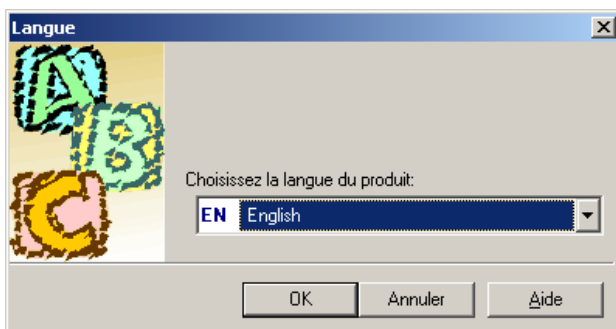 Langue
A
B
C
Choisissez la langue du produit:
EN English
OK Annuler Aide